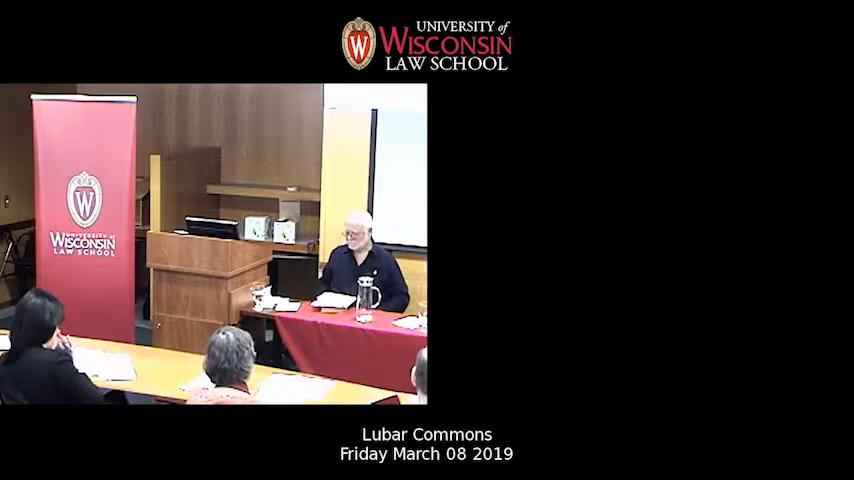 UNIVERSITY of
WISCONSIN
LAW SCHOOL
W
W
UNIVERSITY of
WISCONSIN
LAW SCHOOL
Lubar Commons
Friday March 08 2019